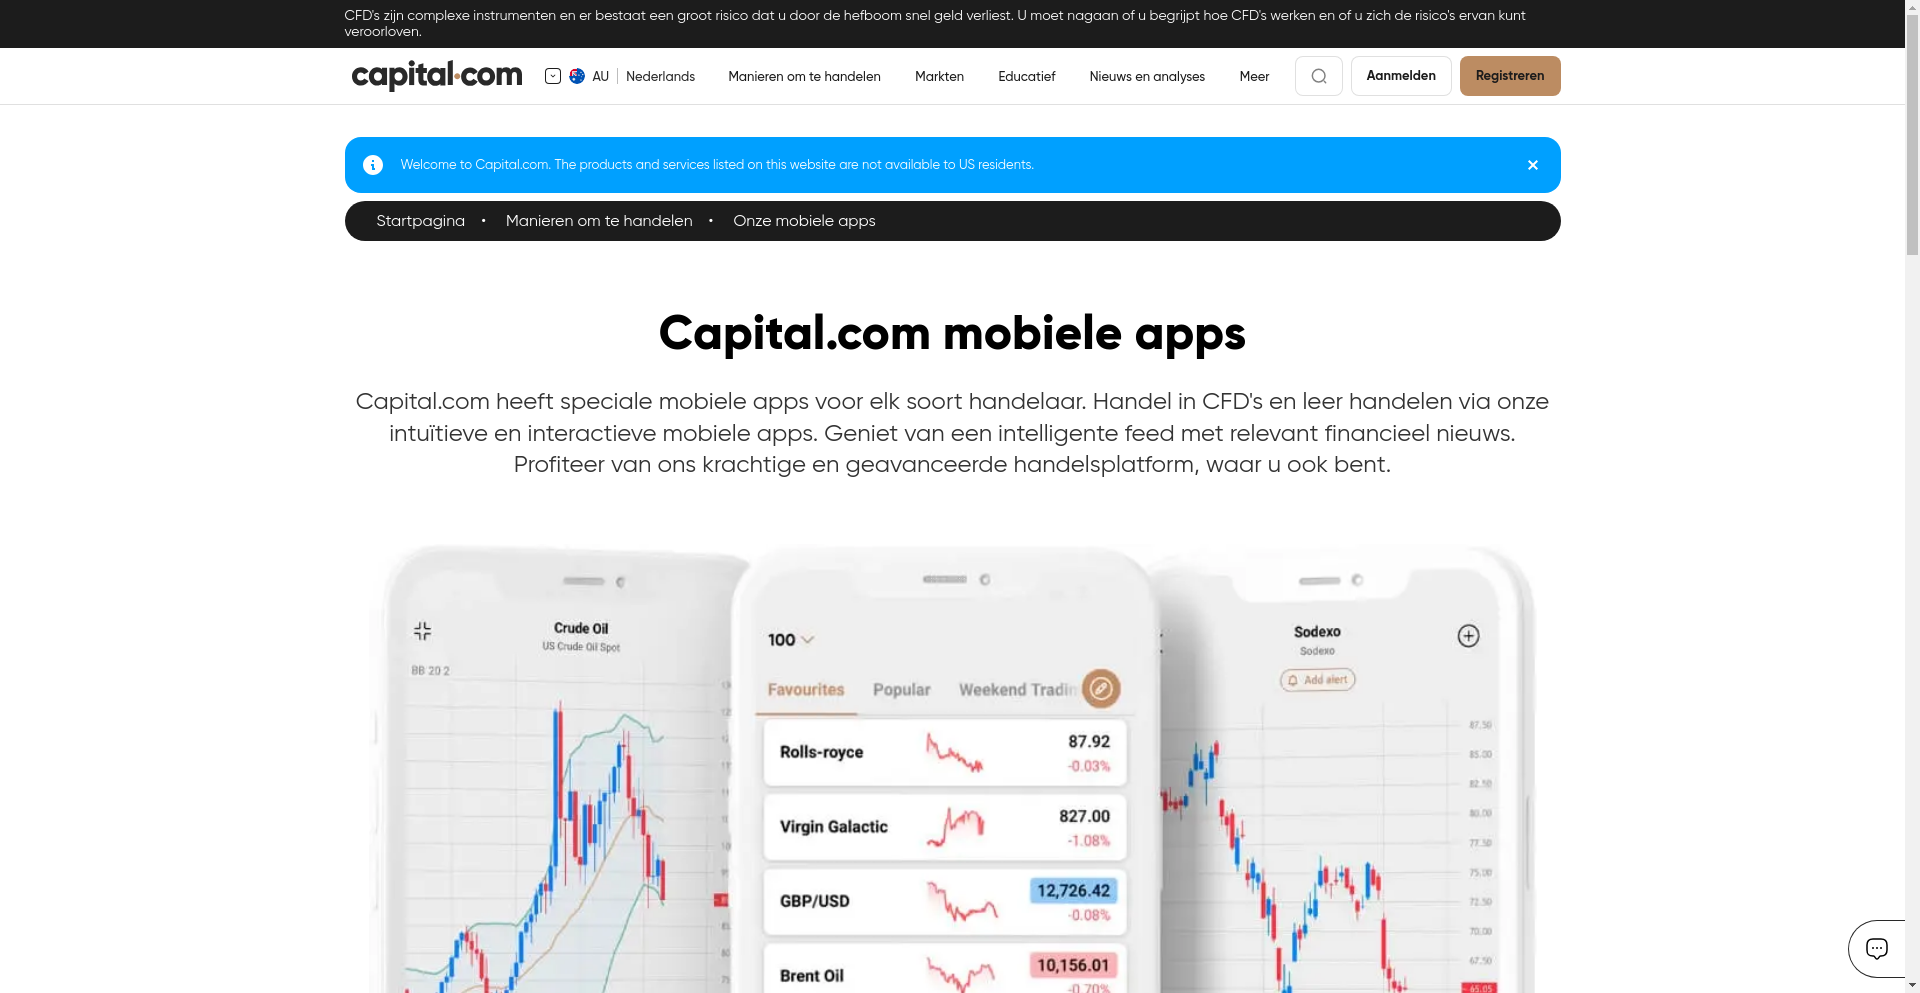 CFD's zijn complexe instrumenten en er bestaat een groot risico dat u door de hefboom snel geld verliest. U moet nagaan of u begrijpt hoe CFD's werken en of u zich de risico's ervan kunt
veroorloven.
capital.com
AU
Nederlands
Manieren om te handelen
Markten
Educatief
Nieuws en analyses
Meer
Aanmelden
Registreren
Welcome to Capital.com. The products and services listed on this website are not available to US residents.
Startpagina
Manieren om te handelen
Onze mobiele apps
Capital.com mobiele apps
Capital.com heeft speciale mobiele apps voor elk soort handelaar. Handel in CFD's en leer handelen via onze
intuïtieve en interactieve mobiele apps. Geniet van een intelligente feed met relevant financieel nieuws.
Profiteer van ons krachtige en geavanceerde handelsplatform, waar u ook bent.
Crude Oil
US Crude Oil Spot
BB 20 2
100
Favourites
Popular
Weekend Tradin
Rolls-royce
87.92
-0.03%
Virgin Galactic
827.00
-1.08%
GBP/USD
12,726.42
-0.08%
Brent Oil
10,156.01
-0.70%
Sodexo
Sodexo
Add alert
87.50
85.00
82.50
80.00
77.50
75.00
72.50
70.00
67.50
65.05